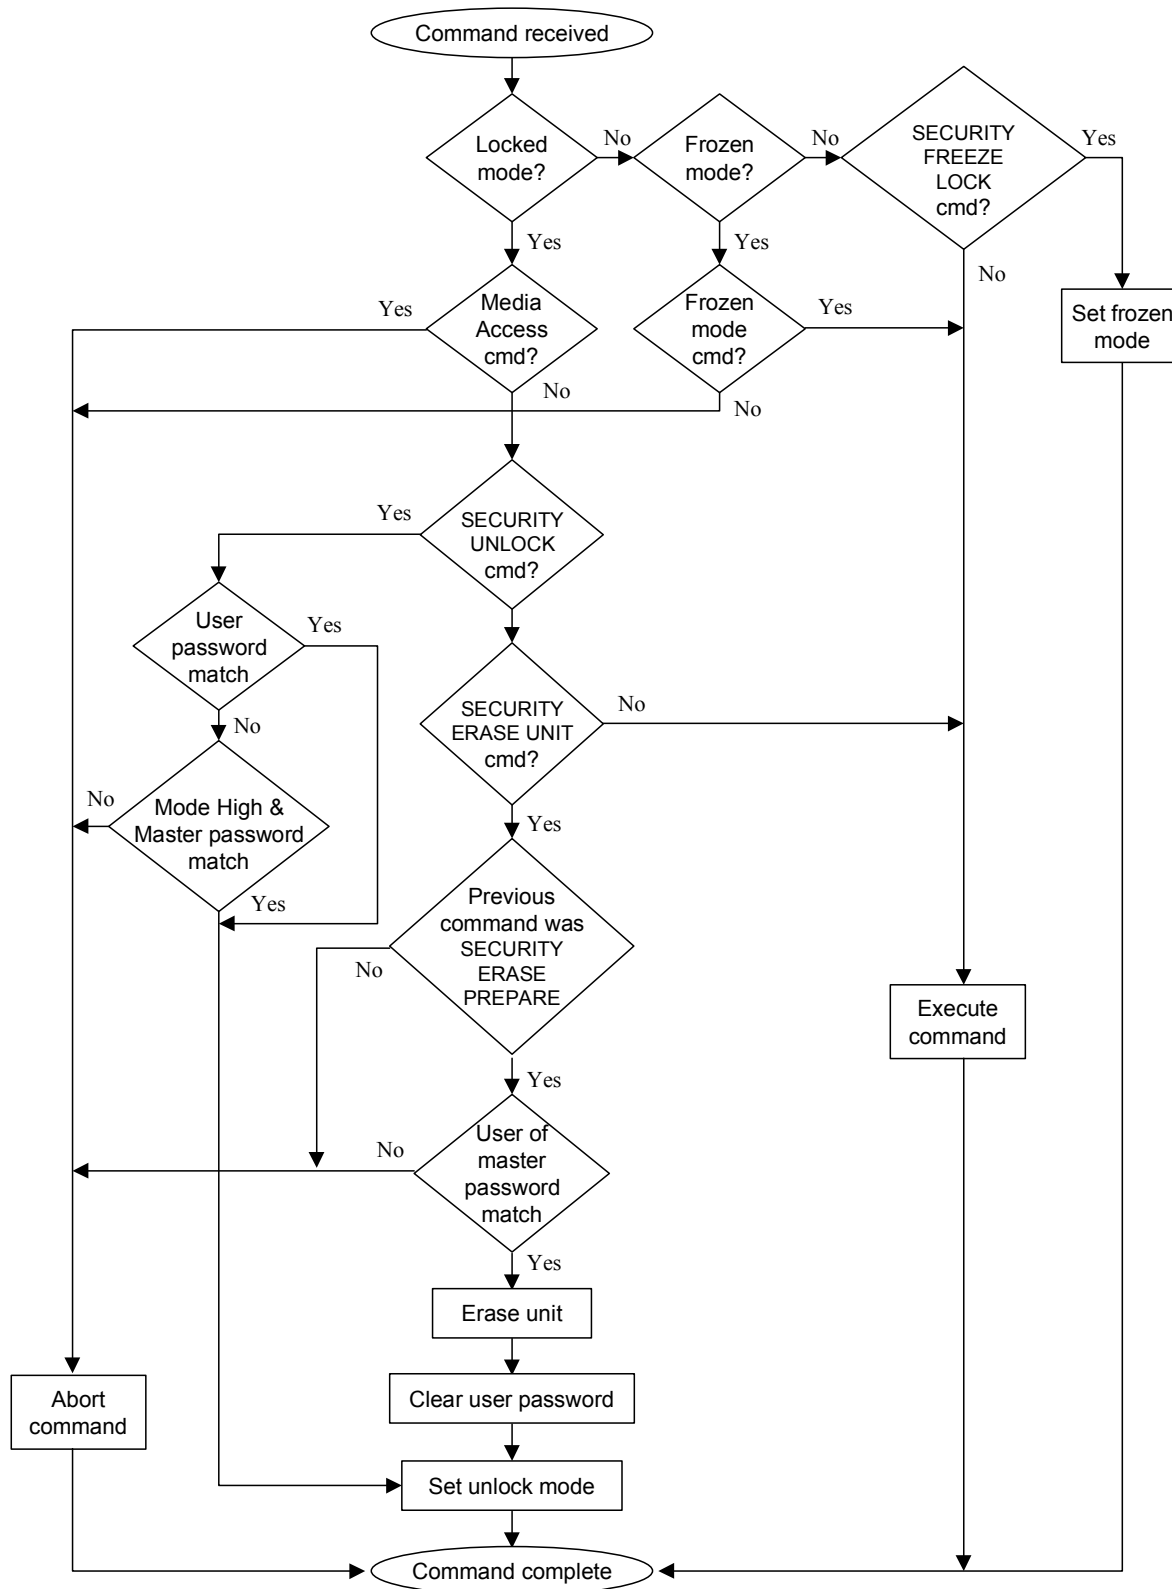 Command received
Locked
mode?
No
Frozen
mode?
No
SECURITY
FREEZE
LOCK
cmd?
Yes
Yes
Yes
No
Yes
Media
Access
cmd?
Frozen
mode
cmd?
Yes
Set frozen
mode
No
No
Yes
SECURITY
UNLOCK
cmd?
User
password
match
Yes
No
SECURITY
ERASE UNIT
cmd?
No
No
Mode High &
Master password
match
Yes
Yes
Previous
command was
SECURITY
ERASE
PREPARE
No
Execute
command
Yes
No
User of
master
password
match
Yes
Erase unit
Abort
command
Clear user password
Set unlock mode
Command complete